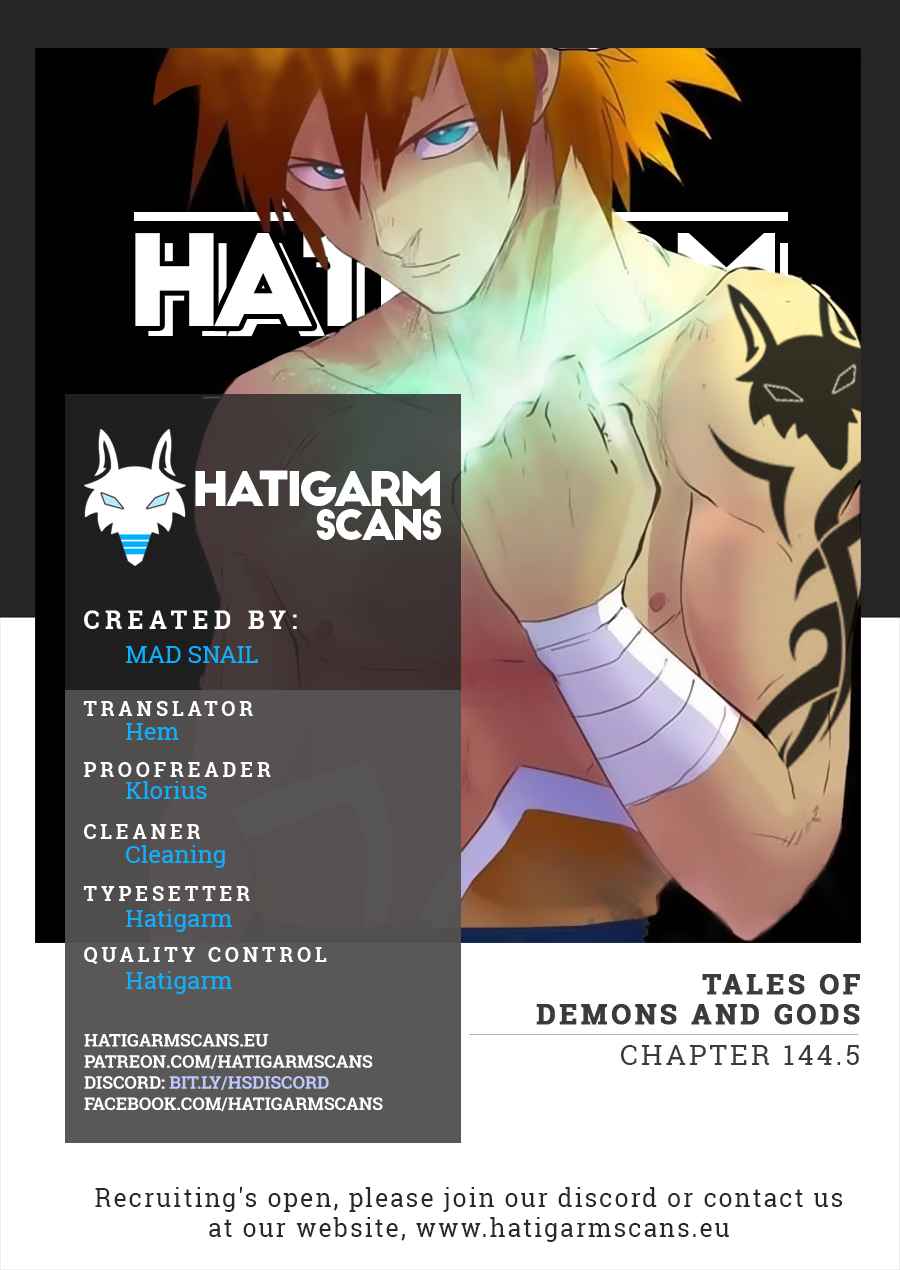 HATIGARM
SCANS
CREATED BY:
MAD SNAIL
TRANSLATOR
Hem
PROOFREADER
Klorius
CLEANER
Cleaning
TYPESETTER
Hatigarm
QUALITY CONTROL
Hatigarm
HATIGARMSCANS.EU
PATREON.COM/HATIGARMSCANS
DISCORD: BIT.LY/HSDISCORD
FACEBOOK.COM/HATIGARMSCANS
TALES OF
DEMONS AND GODS
CHAPTER 144.5
Recruiting's open, please join our discord or contact us
at our website, www.hatigarmscans.eu